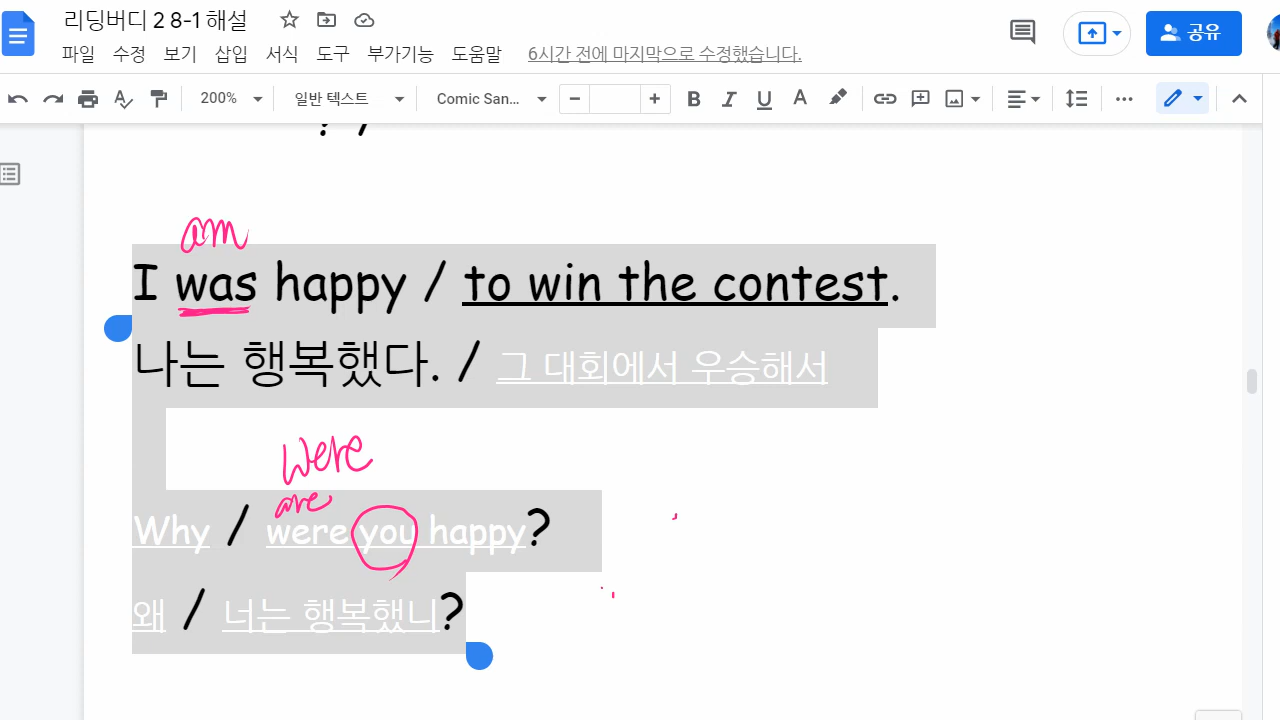 리딩버디 2 8-1 해설
파일 수정 보기 삽입 서식 도구 부가기능 도움말 6시간 전에 마지막으로 수정했습니다.
공유
200% 일반 텍스트 Comic San... − + B I U A
? /
am
I was happy / to win the contest.
나는 행복했다. / 그 대회에서 우승해서
were
are
Why / were you happy?
왜 / 너는 행복했니?